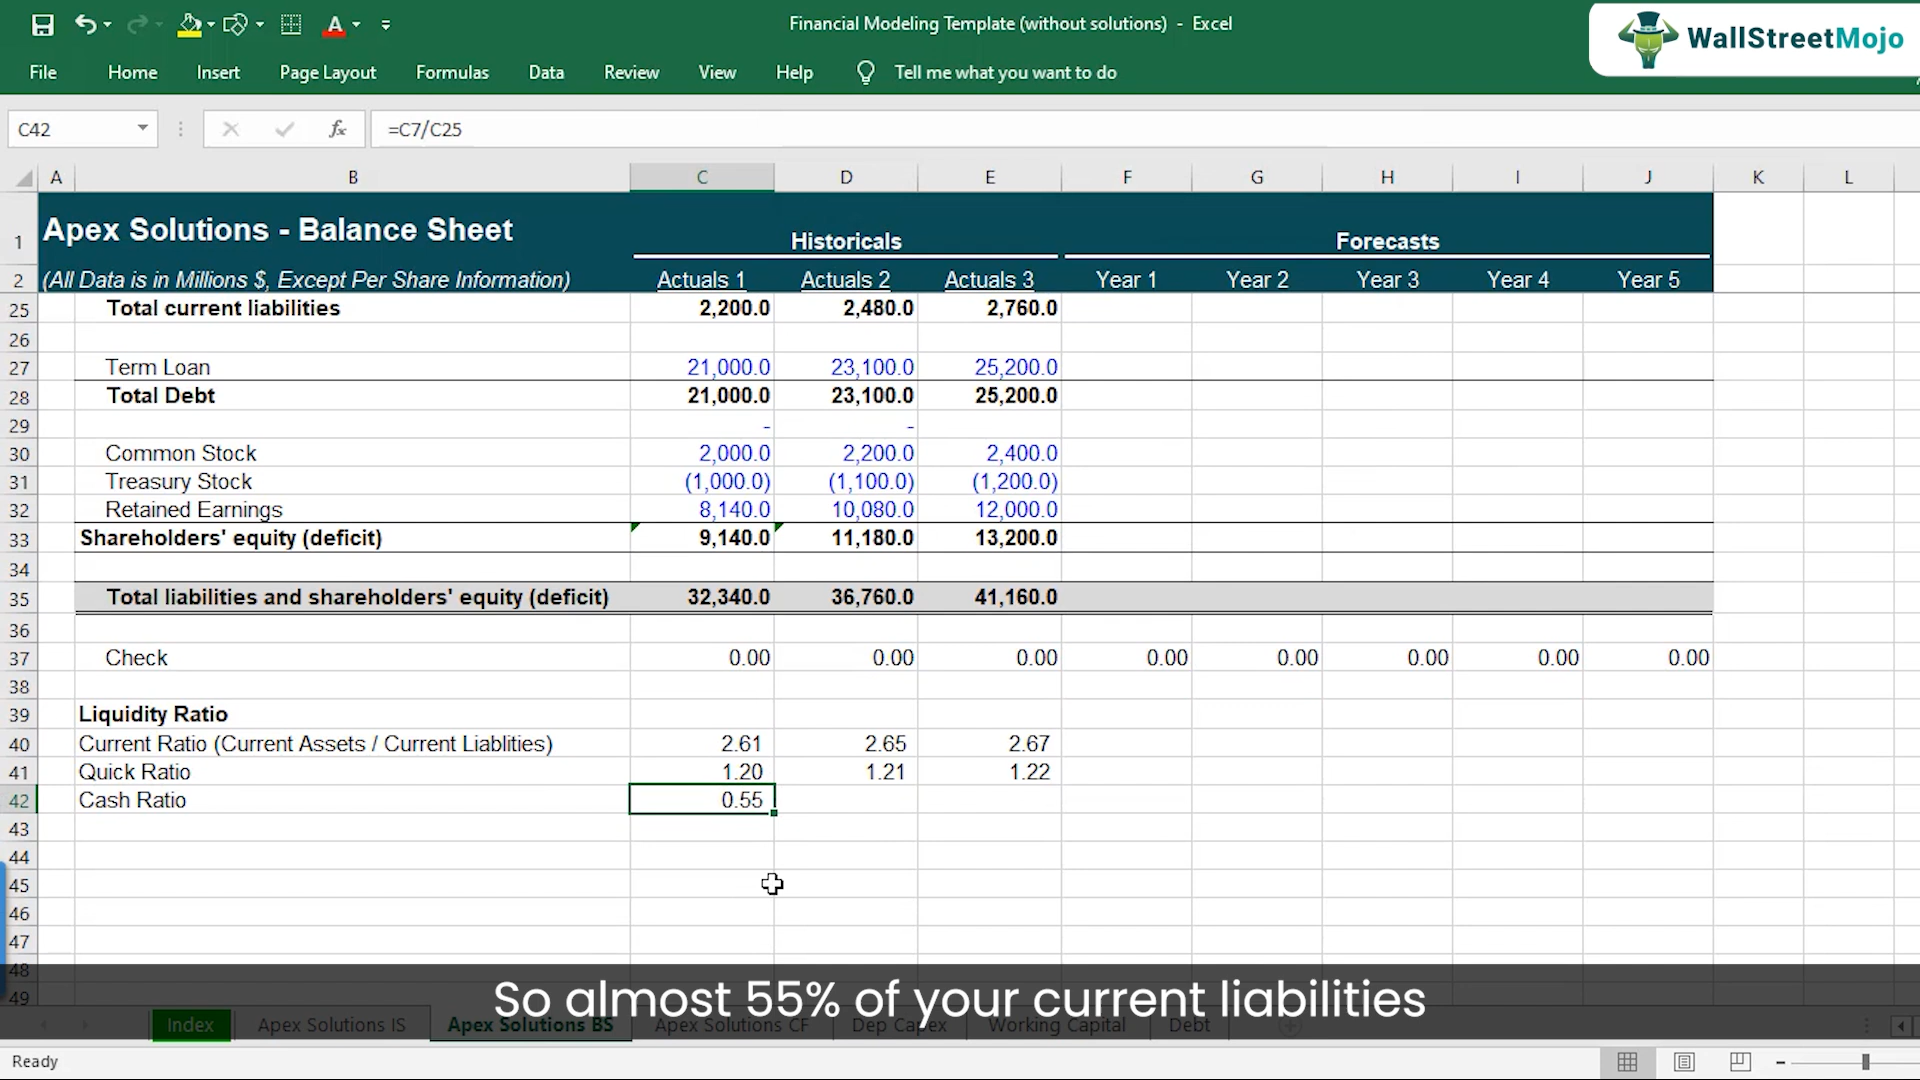 Financial Modeling Template (without solutions) - Excel
WallStreetMojo
File Home Insert Page Layout Formulas Data Review View Help Tell me what you want to do
C42 fx =C7/C25
A B C D E F G H I J K L
1 Apex Solutions - Balance Sheet Historicals Forecasts
2 (All Data is in Millions $, Except Per Share Information) Actuals 1 Actuals 2 Actuals 3 Year 1 Year 2 Year 3 Year 4 Year 5
25 Total current liabilities 2,200.0 2,480.0 2,760.0
26
27 Term Loan 21,000.0 23,100.0 25,200.0
28 Total Debt 21,000.0 23,100.0 25,200.0
29 - -
30 Common Stock 2,000.0 2,200.0 2,400.0
31 Treasury Stock (1,000.0) (1,100.0) (1,200.0)
32 Retained Earnings 8,140.0 10,080.0 12,000.0
33 Shareholders' equity (deficit) 9,140.0 11,180.0 13,200.0
34
35 Total liabilities and shareholders' equity (deficit) 32,340.0 36,760.0 41,160.0
36
37 Check 0.00 0.00 0.00 0.00 0.00 0.00 0.00 0.00
38
39 Liquidity Ratio
40 Current Ratio (Current Assets / Current Liablities) 2.61 2.65 2.67
41 Quick Ratio 1.20 1.21 1.22
42 Cash Ratio 0.55
43
44
45
46
47
48
49
So almost 55% of your current liabilities
Index Apex Solutions IS Apex Solutions BS Apex Solutions CF Dep Capex Working Capital Debt
Ready